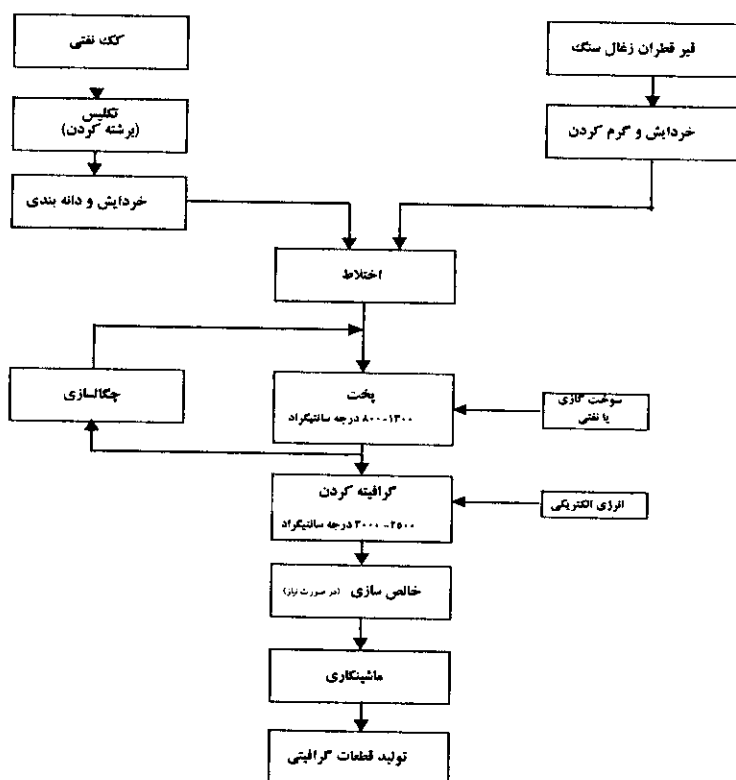 کک نفتی
قیر قطران زغال سنگ
تکلیس
(برشته کردن)
خردایش و گرم کردن
خردایش و دانه بندی
اختلاط
چگالسازی
پخت
۸۰۰-۱۳۰۰ درجه سانتیگراد
سوخت گازی
یا نفتی
گرافیته کردن
۲۵۰۰-۳۰۰۰ درجه سانتیگراد
انرژی الکتریکی
خالص سازی (در صورت نیاز)
ماشینکاری
تولید قطعات گرافیتی